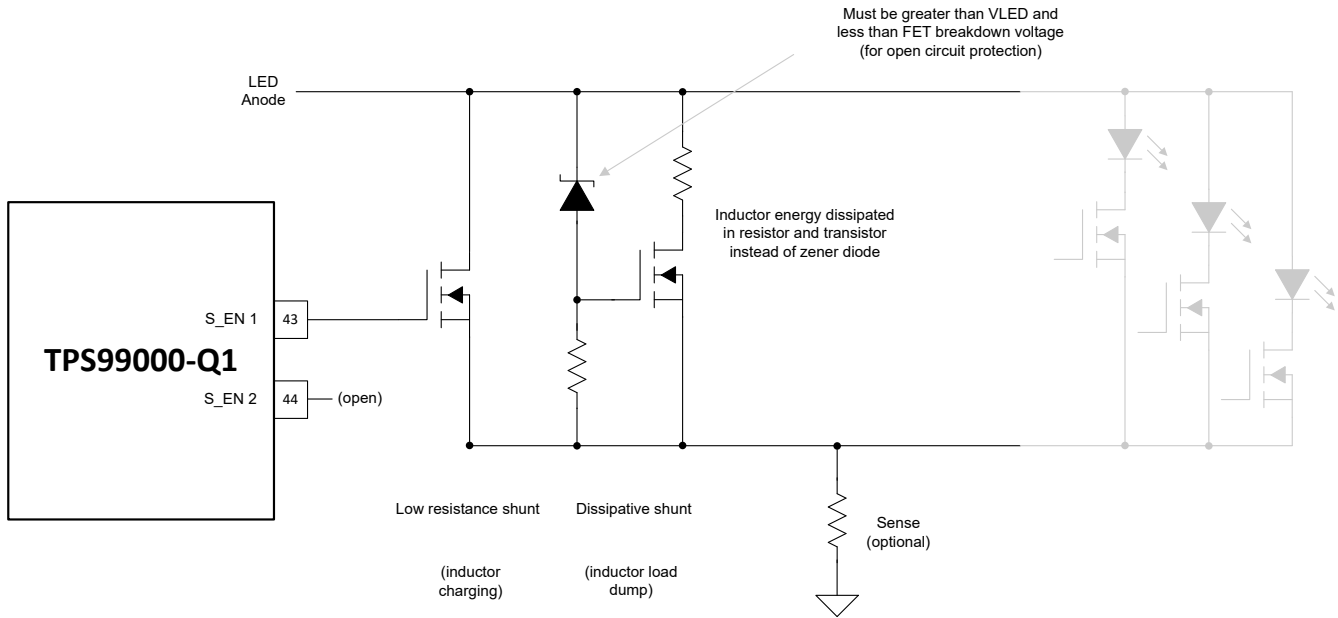 Must be greater than VLED and
less than FET breakdown voltage
(for open circuit protection)
LED
Anode
Inductor energy dissipated
in resistor and transistor
instead of zener diode
S_EN 1
43
TPS99000-Q1
S_EN 2
44
(open)
Low resistance shunt
(inductor
charging)
Dissipative shunt
(inductor load
dump)
Sense
(optional)